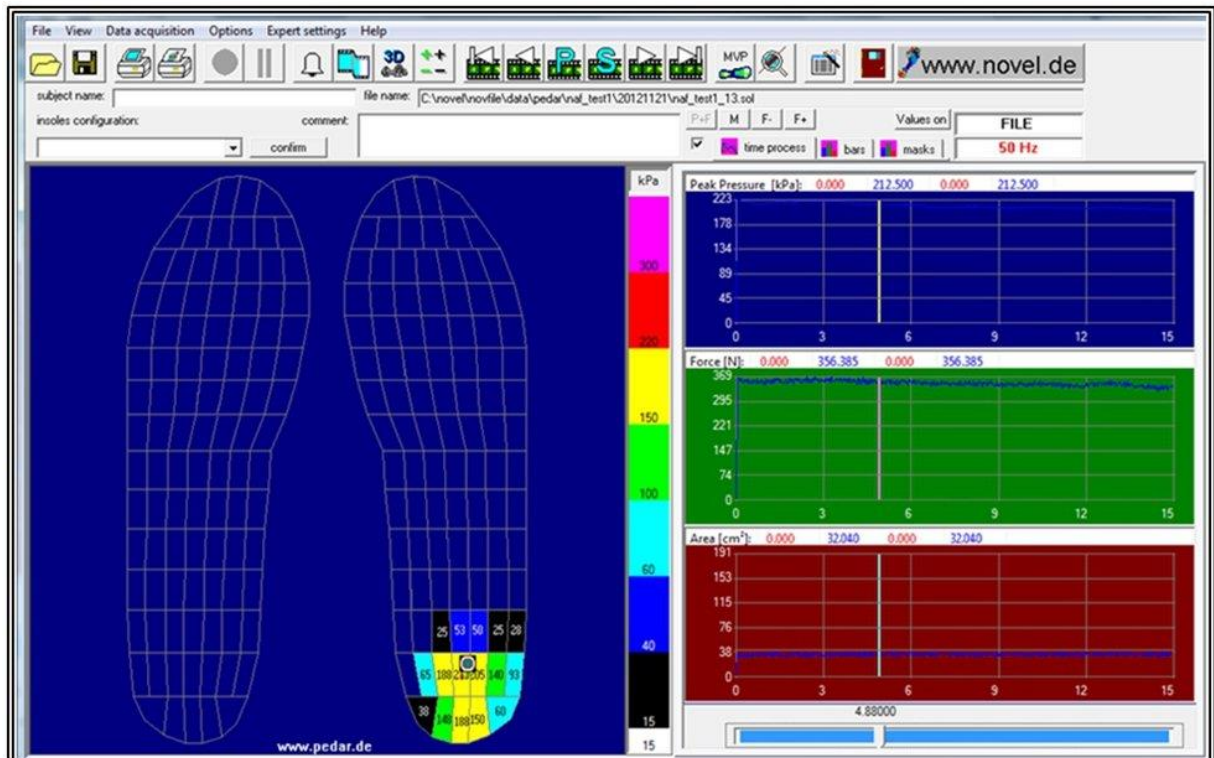 File View Data acquisition Options Expert settings Help
3D MVP www.novel.de
subject name: file name: C:\novel\novfile\data\pedar\naf_test1\20121121\naf_test1_13.sol
insoles configuration: comment: P+F M F- F+ Values on FILE
confirm time process bars masks 50 Hz
kPa
300
220
150
100
60
40
15
15
25 53 50 25 28
65 188 140 93
38 188 150 60
www.pedar.de
Peak Pressure [kPa]: 0.000 212.500 0.000 212.500
223
178
134
89
45
0
0 3 6 9 12 15
Force [N]: 0.000 356.385 0.000 356.385
369
295
221
147
74
0
0 3 6 9 12 15
Area [cm²]: 0.000 32.040 0.000 32.040
191
153
115
76
38
0
0 3 6 9 12 15
4.88000